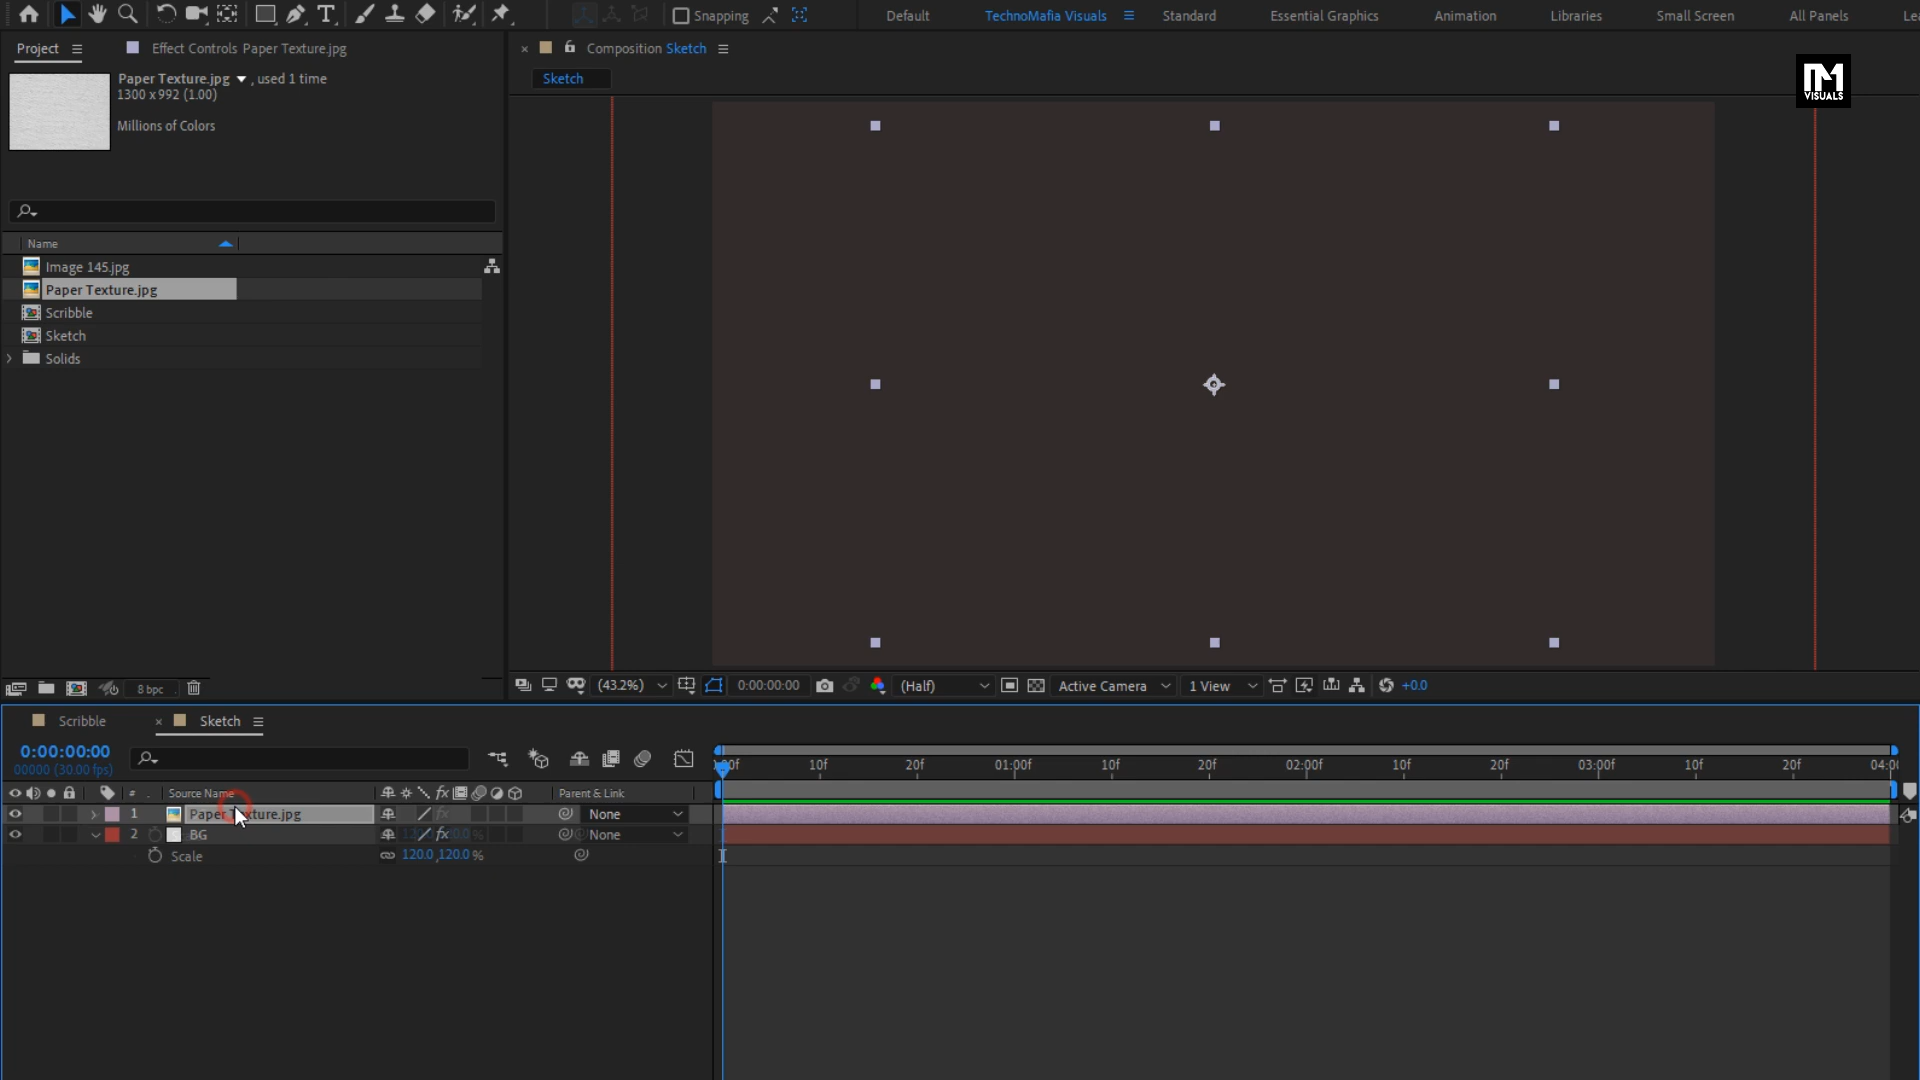 Snapping
Default
TechnoMafia Visuals
Standard
Essential Graphics
Animation
Libraries
Small Screen
All Panels
Project
Effect Controls Paper Texture.jpg
Composition Sketch
Sketch
VISUALS
Paper Texture.jpg , used 1 time
1300 x 992 (1.00)
Millions of Colors
Name
Image 145.jpg
Paper Texture.jpg
Scribble
Sketch
Solids
8 bpc
(43.2%)
0:00:00:00
(Half)
Active Camera
1 View
+0.0
Scribble
Sketch
0:00:00:00
00000 (30.00 fps)
10f 20f 01:00f 10f 20f 02:00f 10f 20f 03:00f 10f 20f
# Source Name Parent & Link
1 Paper Texture.jpg None
2 BG None
Scale 120.0,120.0 %